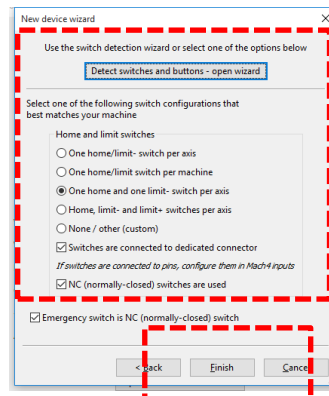 New device wizard
Use the switch detection wizard or select one of the options below
Detect switches and buttons - open wizard
Select one of the following switch configurations that
best matches your machine
Home and limit switches
One home/limit- switch per axis
One home/limit switch per machine
One home and one limit- switch per axis
Home, limit- and limit+ switches per axis
None / other (custom)
Switches are connected to dedicated connector
If switches are connected to pins, configure them in Mach4 inputs
NC (normally-closed) switches are used
Emergency switch is NC (normally-closed) switch
< Back Finish Cancel